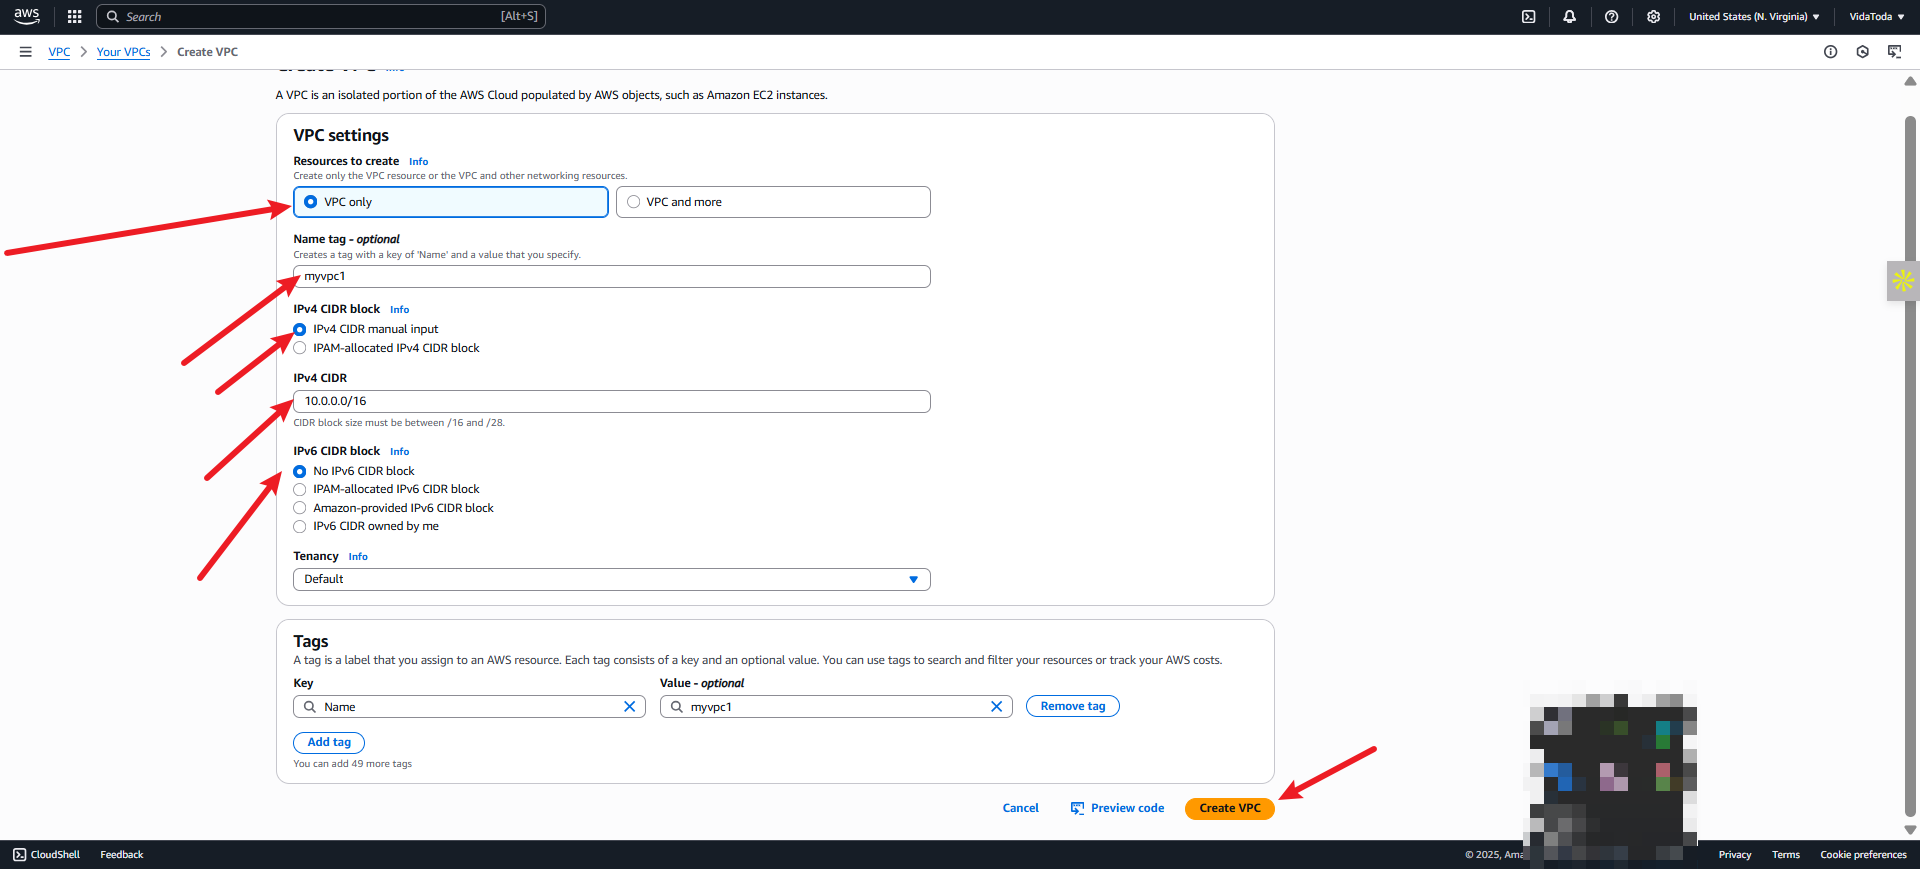 aws
Search [Alt+S]
United States (N. Virginia) VidaToda
VPC Your VPCs Create VPC
Create VPC Info
A VPC is an isolated portion of the AWS Cloud populated by AWS objects, such as Amazon EC2 instances.
VPC settings
Resources to create Info
Create only the VPC resource or the VPC and other networking resources.
VPC only VPC and more
Name tag - optional
Creates a tag with a key of 'Name' and a value that you specify.
myvpc1
IPv4 CIDR block Info
IPv4 CIDR manual input
IPAM-allocated IPv4 CIDR block
IPv4 CIDR
10.0.0.0/16
CIDR block size must be between /16 and /28.
IPv6 CIDR block Info
No IPv6 CIDR block
IPAM-allocated IPv6 CIDR block
Amazon-provided IPv6 CIDR block
IPv6 CIDR owned by me
Tenancy Info
Default
Tags
A tag is a label that you assign to an AWS resource. Each tag consists of a key and an optional value. You can use tags to search and filter your resources or track your AWS costs.
Key Value - optional
Name myvpc1 Remove tag
Add tag
You can add 49 more tags
Cancel Preview code Create VPC
CloudShell Feedback © 2025, Privacy Terms Cookie preferences